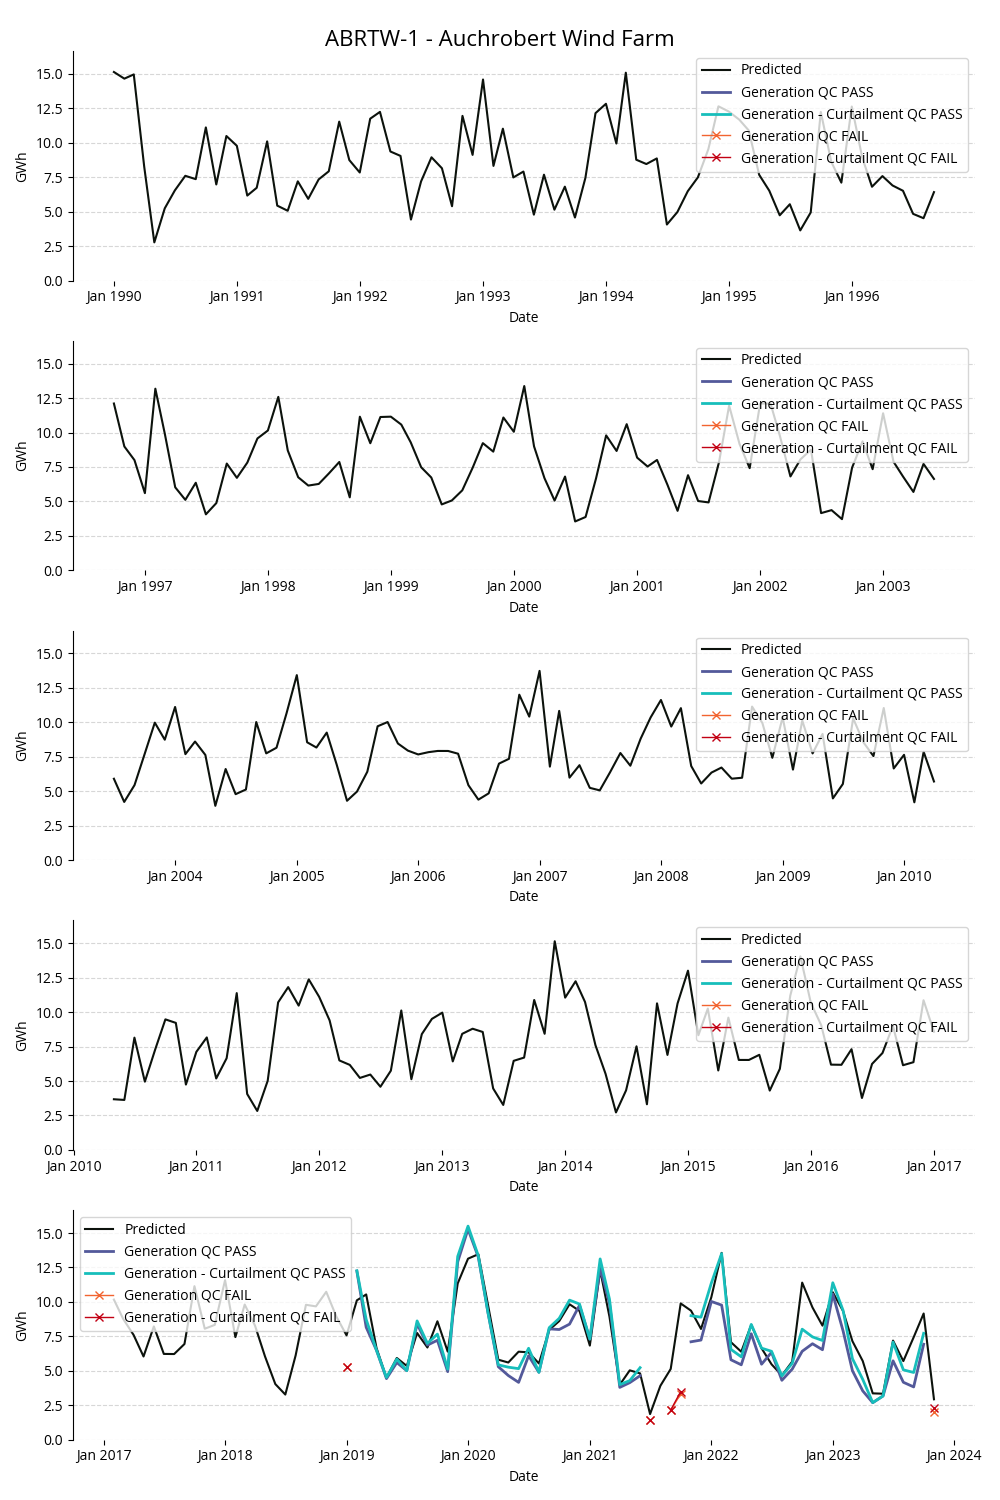 ABRTW-1 - Auchrobert Wind Farm
15.0
12.5
10.0
7.5
5.0
2.5
0.0
GWh
Predicted
Generation QC PASS
Generation - Curtailment QC PASS
Generation QC FAIL
Generation - Curtailment QC FAIL
Jan 1990 Jan 1991 Jan 1992 Jan 1993 Jan 1994 Jan 1995 Jan 1996
Date
15.0
12.5
10.0
7.5
5.0
2.5
0.0
GWh
Predicted
Generation QC PASS
Generation - Curtailment QC PASS
Generation QC FAIL
Generation - Curtailment QC FAIL
Jan 1997 Jan 1998 Jan 1999 Jan 2000 Jan 2001 Jan 2002 Jan 2003
Date
15.0
12.5
10.0
7.5
5.0
2.5
0.0
GWh
Predicted
Generation QC PASS
Generation - Curtailment QC PASS
Generation QC FAIL
Generation - Curtailment QC FAIL
Jan 2004 Jan 2005 Jan 2006 Jan 2007 Jan 2008 Jan 2009 Jan 2010
Date
15.0
12.5
10.0
7.5
5.0
2.5
0.0
GWh
Predicted
Generation QC PASS
Generation - Curtailment QC PASS
Generation QC FAIL
Generation - Curtailment QC FAIL
Jan 2010 Jan 2011 Jan 2012 Jan 2013 Jan 2014 Jan 2015 Jan 2016 Jan 2017
Date
15.0
12.5
10.0
7.5
5.0
2.5
0.0
GWh
Predicted
Generation QC PASS
Generation - Curtailment QC PASS
Generation QC FAIL
Generation - Curtailment QC FAIL
Jan 2017 Jan 2018 Jan 2019 Jan 2020 Jan 2021 Jan 2022 Jan 2023 Jan 2024
Date